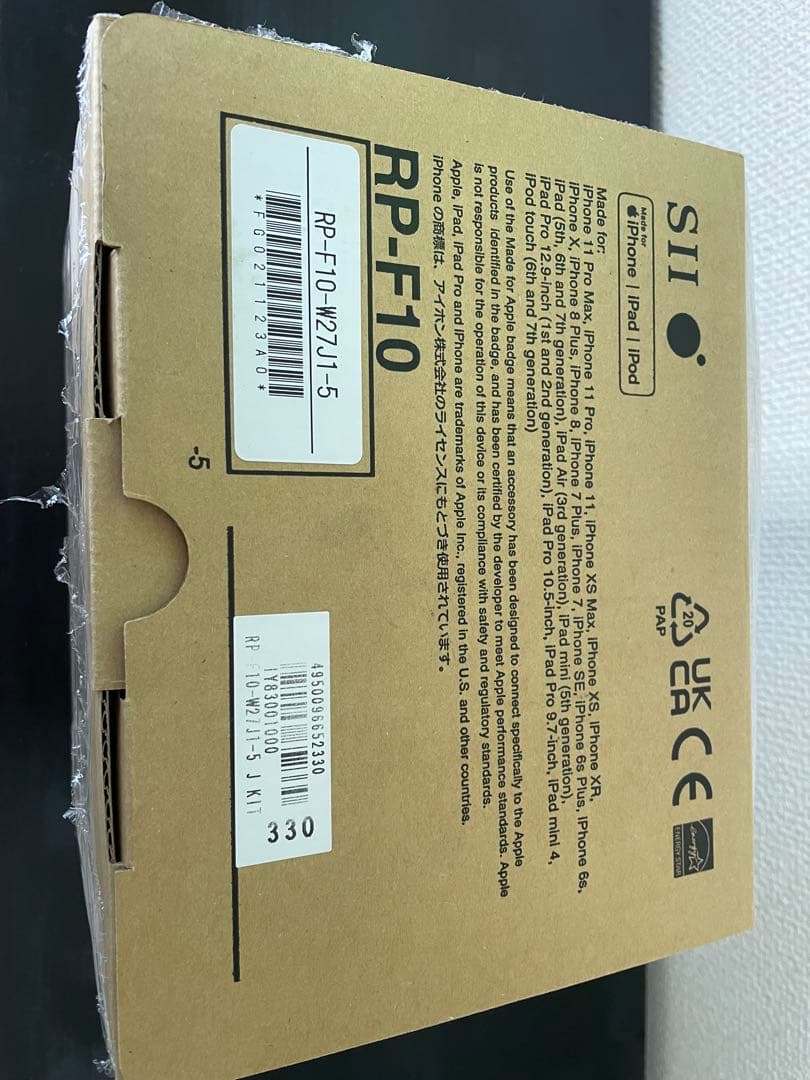 SII
Made for
iPhone | iPad | iPod
Made for:
iPhone 11 Pro Max, iPhone 11 Pro, iPhone 11, iPhone XS Max, iPhone XS, iPhone XR,
iPhone X, iPhone 8 Plus, iPhone 8, iPhone 7 Plus, iPhone 7, iPhone SE, iPhone 6s Plus, iPhone 6s,
iPad (5th, 6th and 7th generation), iPad Air (3rd generation), iPad mini (5th generation),
iPad Pro 12.9-inch (1st and 2nd generation), iPad Pro 10.5-inch, iPad Pro 9.7-inch, iPad mini 4,
iPod touch (6th and 7th generation)
Use of the Made for Apple badge means that an accessory has been designed to connect specifically to the Apple
products identified in the badge, and has been certified by the developer to meet Apple performance standards. Apple
is not responsible for the operation of this device or its compliance with safety and regulatory standards.
Apple, iPad, iPad Pro and iPhone are trademarks of Apple Inc., registered in the U.S. and other countries.
iPhone の商標は、アイホン株式会社のライセンスにもとづき使用されています。
20
PAP
UK
CA
CE
energy
ENERGY STAR
RP-F10
RP-F10-W27J1-5
*FG021123A0*
-5
4950096652330
IY83001000
330
RP-F10-W27J1-5 J KIT